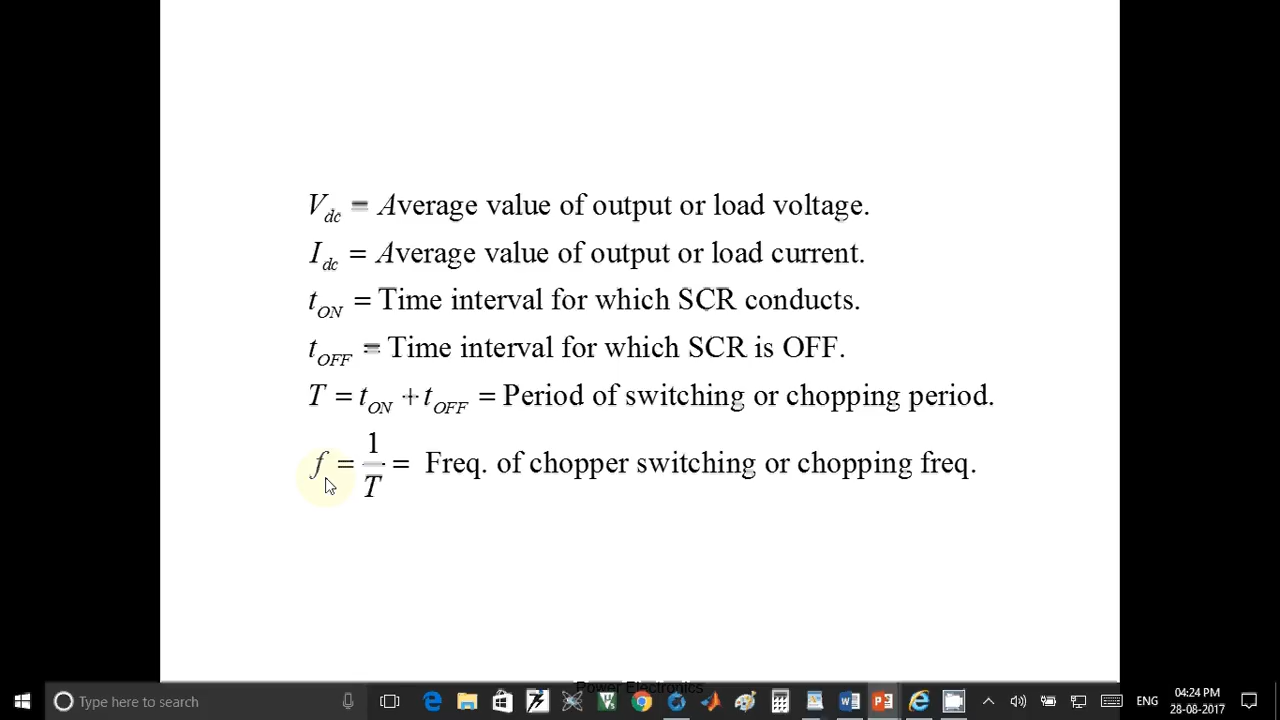 V_dc = Average value of output or load voltage.
I_dc = Average value of output or load current.
t_ON = Time interval for which SCR conducts.
t_OFF = Time interval for which SCR is OFF.
T = t_ON + t_OFF = Period of switching or chopping period.
f = 1/T = Freq. of chopper switching or chopping freq.
Power Electronics
Type here to search
ENG
04:24 PM
28-08-2017